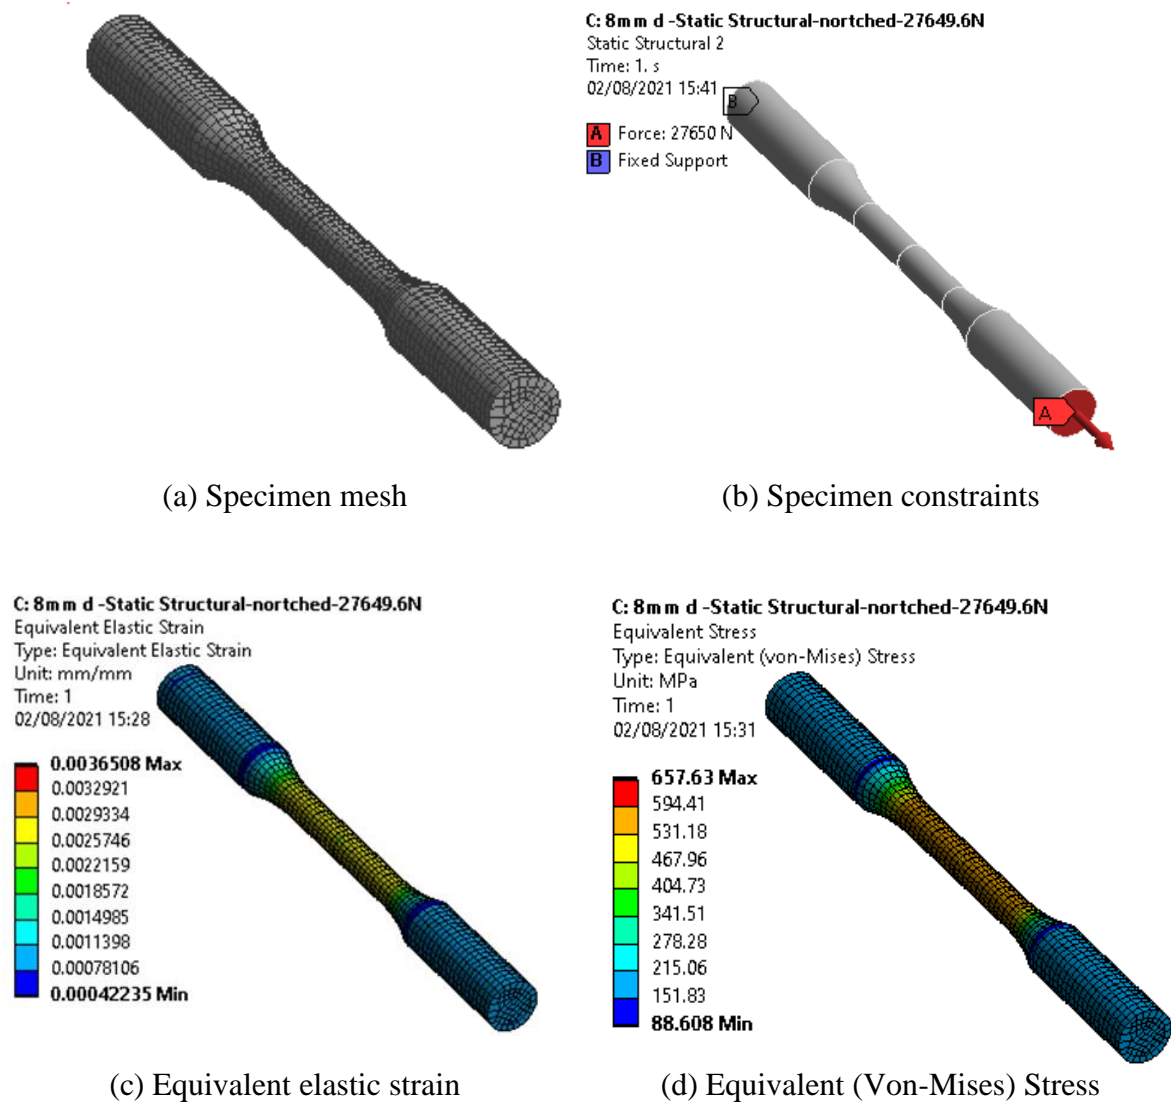 C: 8mm d -Static Structural-nortched-27649.6N
Static Structural 2
Time: 1. s
02/08/2021 15:41
B
A Force: 27650 N
B Fixed Support
A
(a) Specimen mesh
(b) Specimen constraints
C: 8mm d -Static Structural-nortched-27649.6N
Equivalent Elastic Strain
Type: Equivalent Elastic Strain
Unit: mm/mm
Time: 1
02/08/2021 15:28
0.0036508 Max
0.0032921
0.0029334
0.0025746
0.0022159
0.0018572
0.0014985
0.0011398
0.00078106
0.00042235 Min
C: 8mm d -Static Structural-nortched-27649.6N
Equivalent Stress
Type: Equivalent (von-Mises) Stress
Unit: MPa
Time: 1
02/08/2021 15:31
657.63 Max
594.41
531.18
467.96
404.73
341.51
278.28
215.06
151.83
88.608 Min
(c) Equivalent elastic strain
(d) Equivalent (Von-Mises) Stress